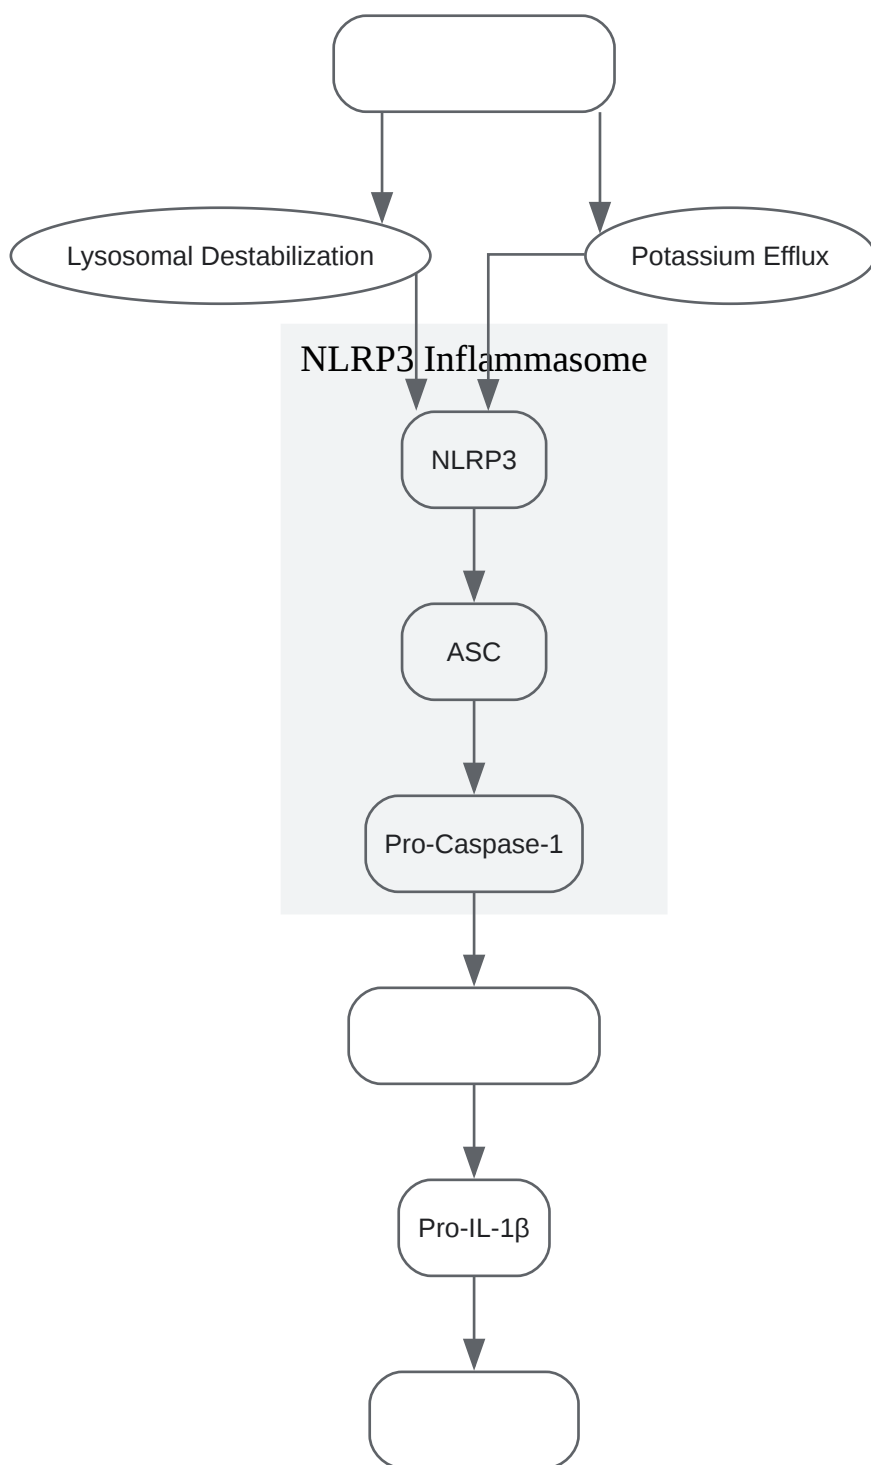 Lysosomal Destabilization
Potassium Efflux
NLRP3 Inflammasome
NLRP3
ASC
Pro-Caspase-1
Pro-IL-1β